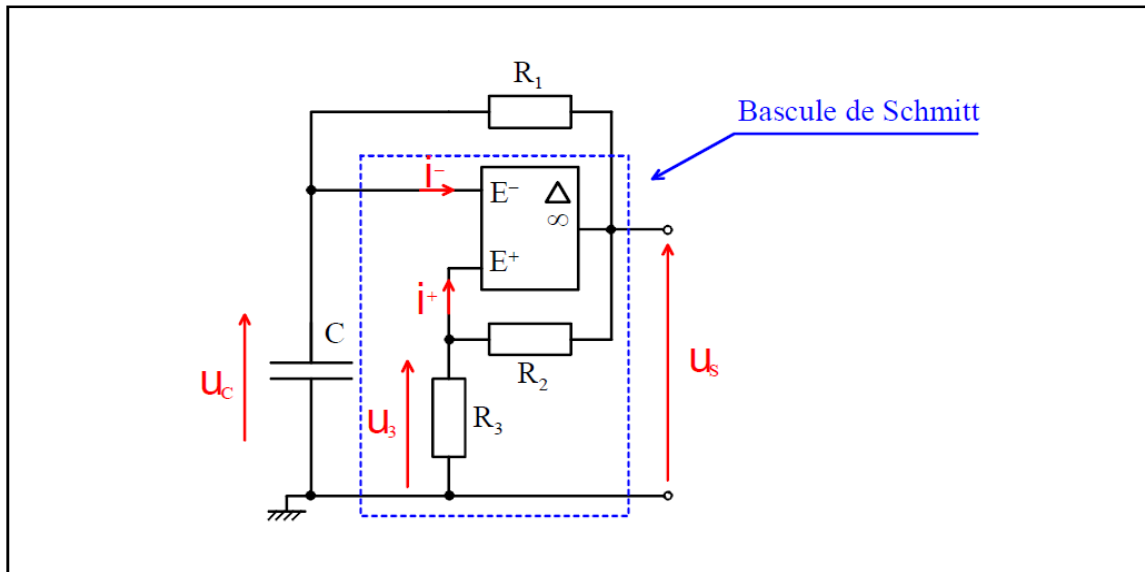 R₁
Bascule de Schmitt
i⁻
E⁻
∞
E⁺
i⁺
C
R₂
u_C
u₃
R₃
u_S